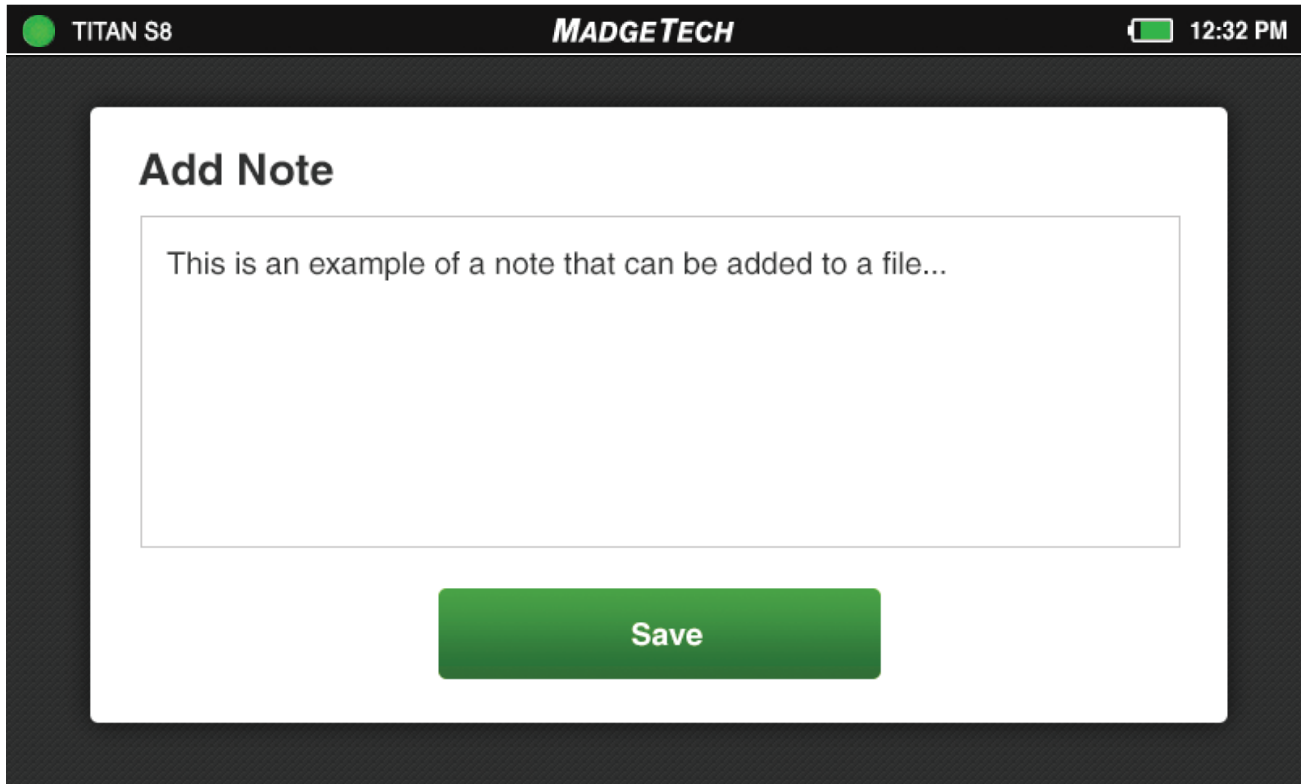 TITAN S8 MADGETECH 12:32 PM
Add Note
This is an example of a note that can be added to a file...
Save